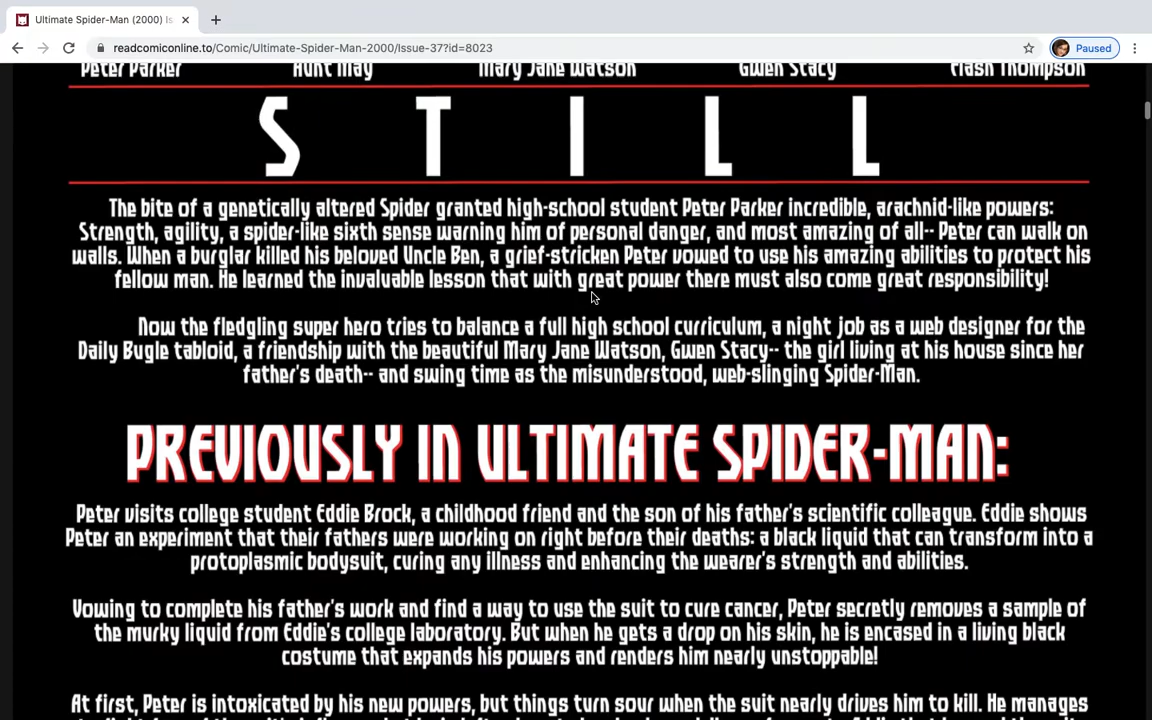 Ultimate Spider-Man (2000) Is
readcomiconline.to/Comic/Ultimate-Spider-Man-2000/Issue-37?id=8023
Paused
Peter Parker Aunt May Mary Jane Watson Gwen Stacy Flash Thompson
S T I L L
The bite of a genetically altered Spider granted high-school student Peter Parker incredible, arachnid-like powers:
Strength, agility, a spider-like sixth sense warning him of personal danger, and most amazing of all-- Peter can walk on
walls. When a burglar killed his beloved Uncle Ben, a grief-stricken Peter vowed to use his amazing abilities to protect his
fellow man. He learned the invaluable lesson that with great power there must also come great responsibility!
Now the fledgling super hero tries to balance a full high school curriculum, a night job as a web designer for the
Daily Bugle tabloid, a friendship with the beautiful Mary Jane Watson, Gwen Stacy-- the girl living at his house since her
father's death-- and swing time as the misunderstood, web-slinging Spider-Man.
PREVIOUSLY IN ULTIMATE SPIDER-MAN:
Peter visits college student Eddie Brock, a childhood friend and the son of his father's scientific colleague. Eddie shows
Peter an experiment that their fathers were working on right before their deaths: a black liquid that can transform into a
protoplasmic bodysuit, curing any illness and enhancing the wearer's strength and abilities.
Vowing to complete his father's work and find a way to use the suit to cure cancer, Peter secretly removes a sample of
the murky liquid from Eddie's college laboratory. But when he gets a drop on his skin, he is encased in a living black
costume that expands his powers and renders him nearly unstoppable!
At first, Peter is intoxicated by his new powers, but things turn sour when the suit nearly drives him to kill. He manages